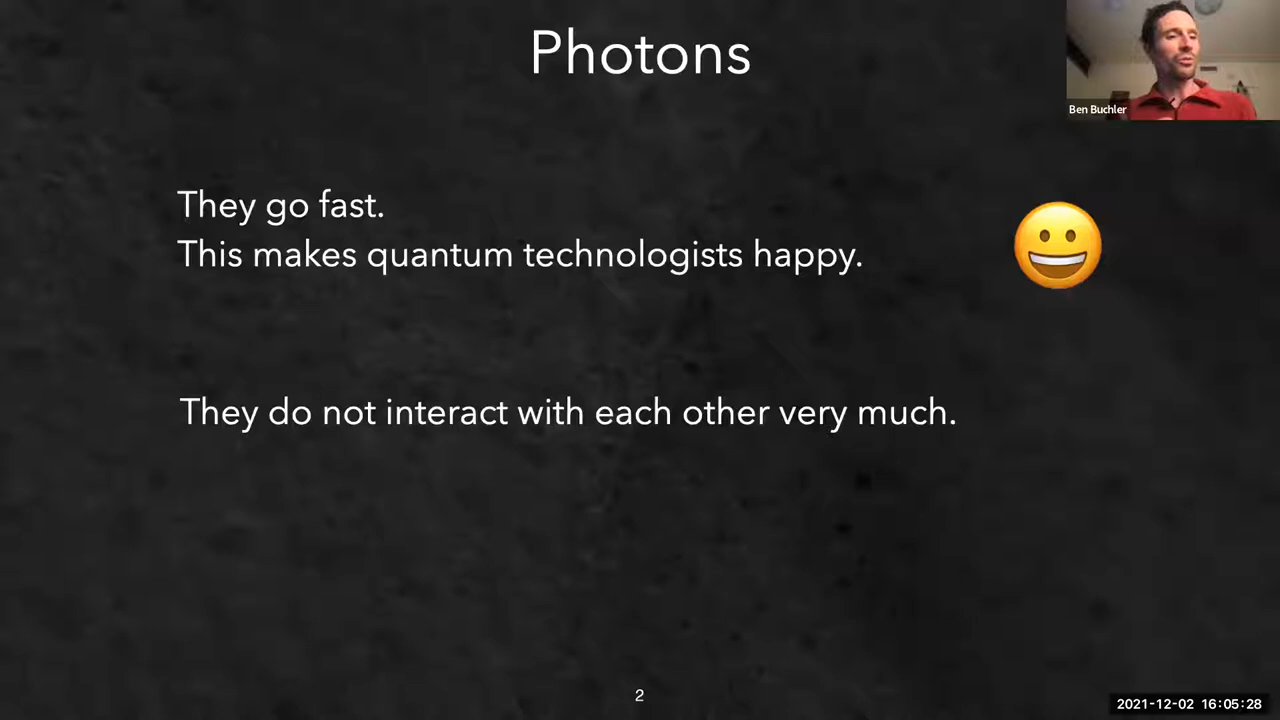 Photons
Ben Buchler
They go fast.
This makes quantum technologists happy.
They do not interact with each other very much.
2
2021-12-02 16:05:28